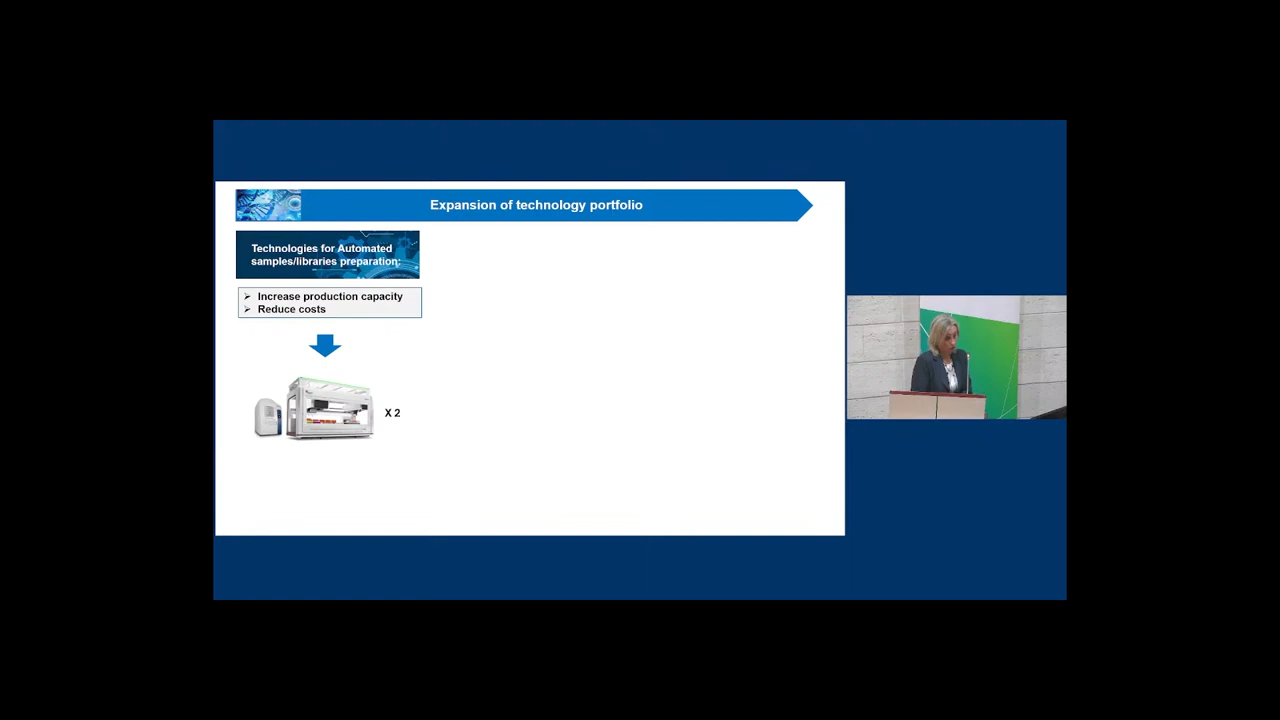 Expansion of technology portfolio
Technologies for Automated
samples/libraries preparation:
➢ Increase production capacity
➢ Reduce costs
X 2